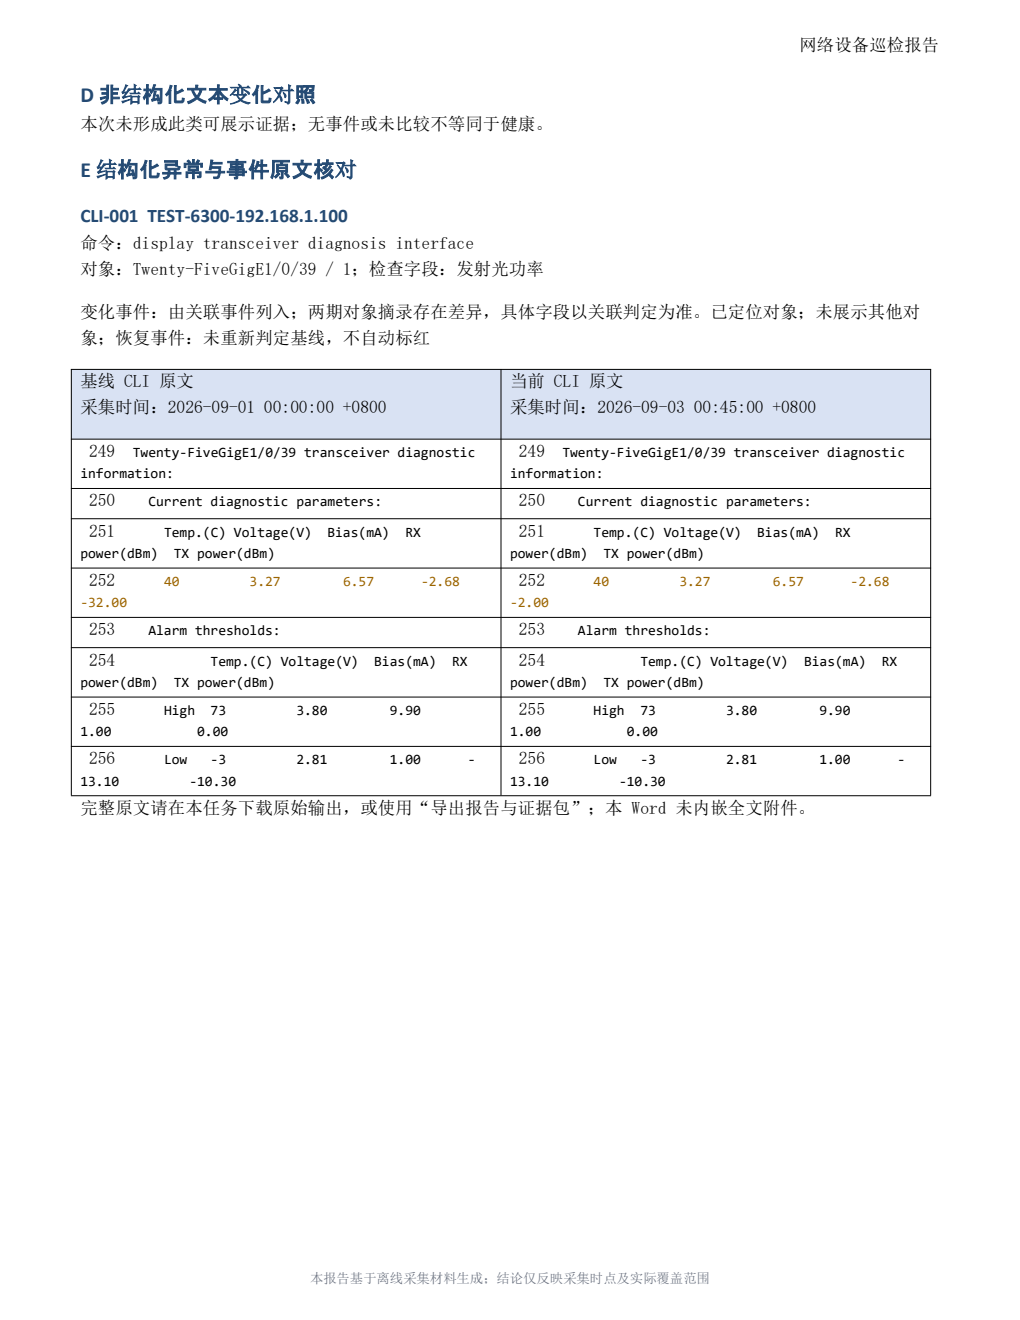 网络设备巡检报告
D 非结构化文本变化对照
本次未形成此类可展示证据；无事件或未比较不等同于健康。
E 结构化异常与事件原文核对
CLI-001 TEST-6300-192.168.1.100
命令：display transceiver diagnosis interface
对象：Twenty-FiveGigE1/0/39 / 1；检查字段：发射光功率
变化事件：由关联事件列入；两期对象摘录存在差异，具体字段以关联判定为准。已定位对象；未展示其他对
象；恢复事件：未重新判定基线，不自动标红
基线 CLI 原文
采集时间：2026-09-01 00:00:00 +0800
当前 CLI 原文
采集时间：2026-09-03 00:45:00 +0800
249 Twenty-FiveGigE1/0/39 transceiver diagnostic
information:
249 Twenty-FiveGigE1/0/39 transceiver diagnostic
information:
250 Current diagnostic parameters:
250 Current diagnostic parameters:
251 Temp.(C) Voltage(V) Bias(mA) RX
power(dBm) TX power(dBm)
251 Temp.(C) Voltage(V) Bias(mA) RX
power(dBm) TX power(dBm)
252 40 3.27 6.57 -2.68
-32.00
252 40 3.27 6.57 -2.68
-2.00
253 Alarm thresholds:
253 Alarm thresholds:
254 Temp.(C) Voltage(V) Bias(mA) RX
power(dBm) TX power(dBm)
254 Temp.(C) Voltage(V) Bias(mA) RX
power(dBm) TX power(dBm)
255 High 73 3.80 9.90
1.00 0.00
255 High 73 3.80 9.90
1.00 0.00
256 Low -3 2.81 1.00 -
13.10 -10.30
256 Low -3 2.81 1.00 -
13.10 -10.30
完整原文请在本任务下载原始输出，或使用“导出报告与证据包”；本 Word 未内嵌全文附件。
本报告基于离线采集材料生成；结论仅反映采集时点及实际覆盖范围